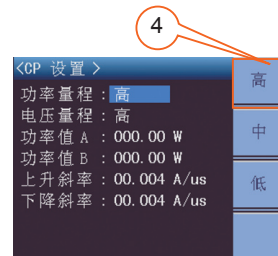 4
<CP 设置>
功率量程：高
电压量程：高
功率值 A：000.00 W
功率值 B：000.00 W
上升斜率：00.004 A/us
下降斜率：00.004 A/us
高
中
低